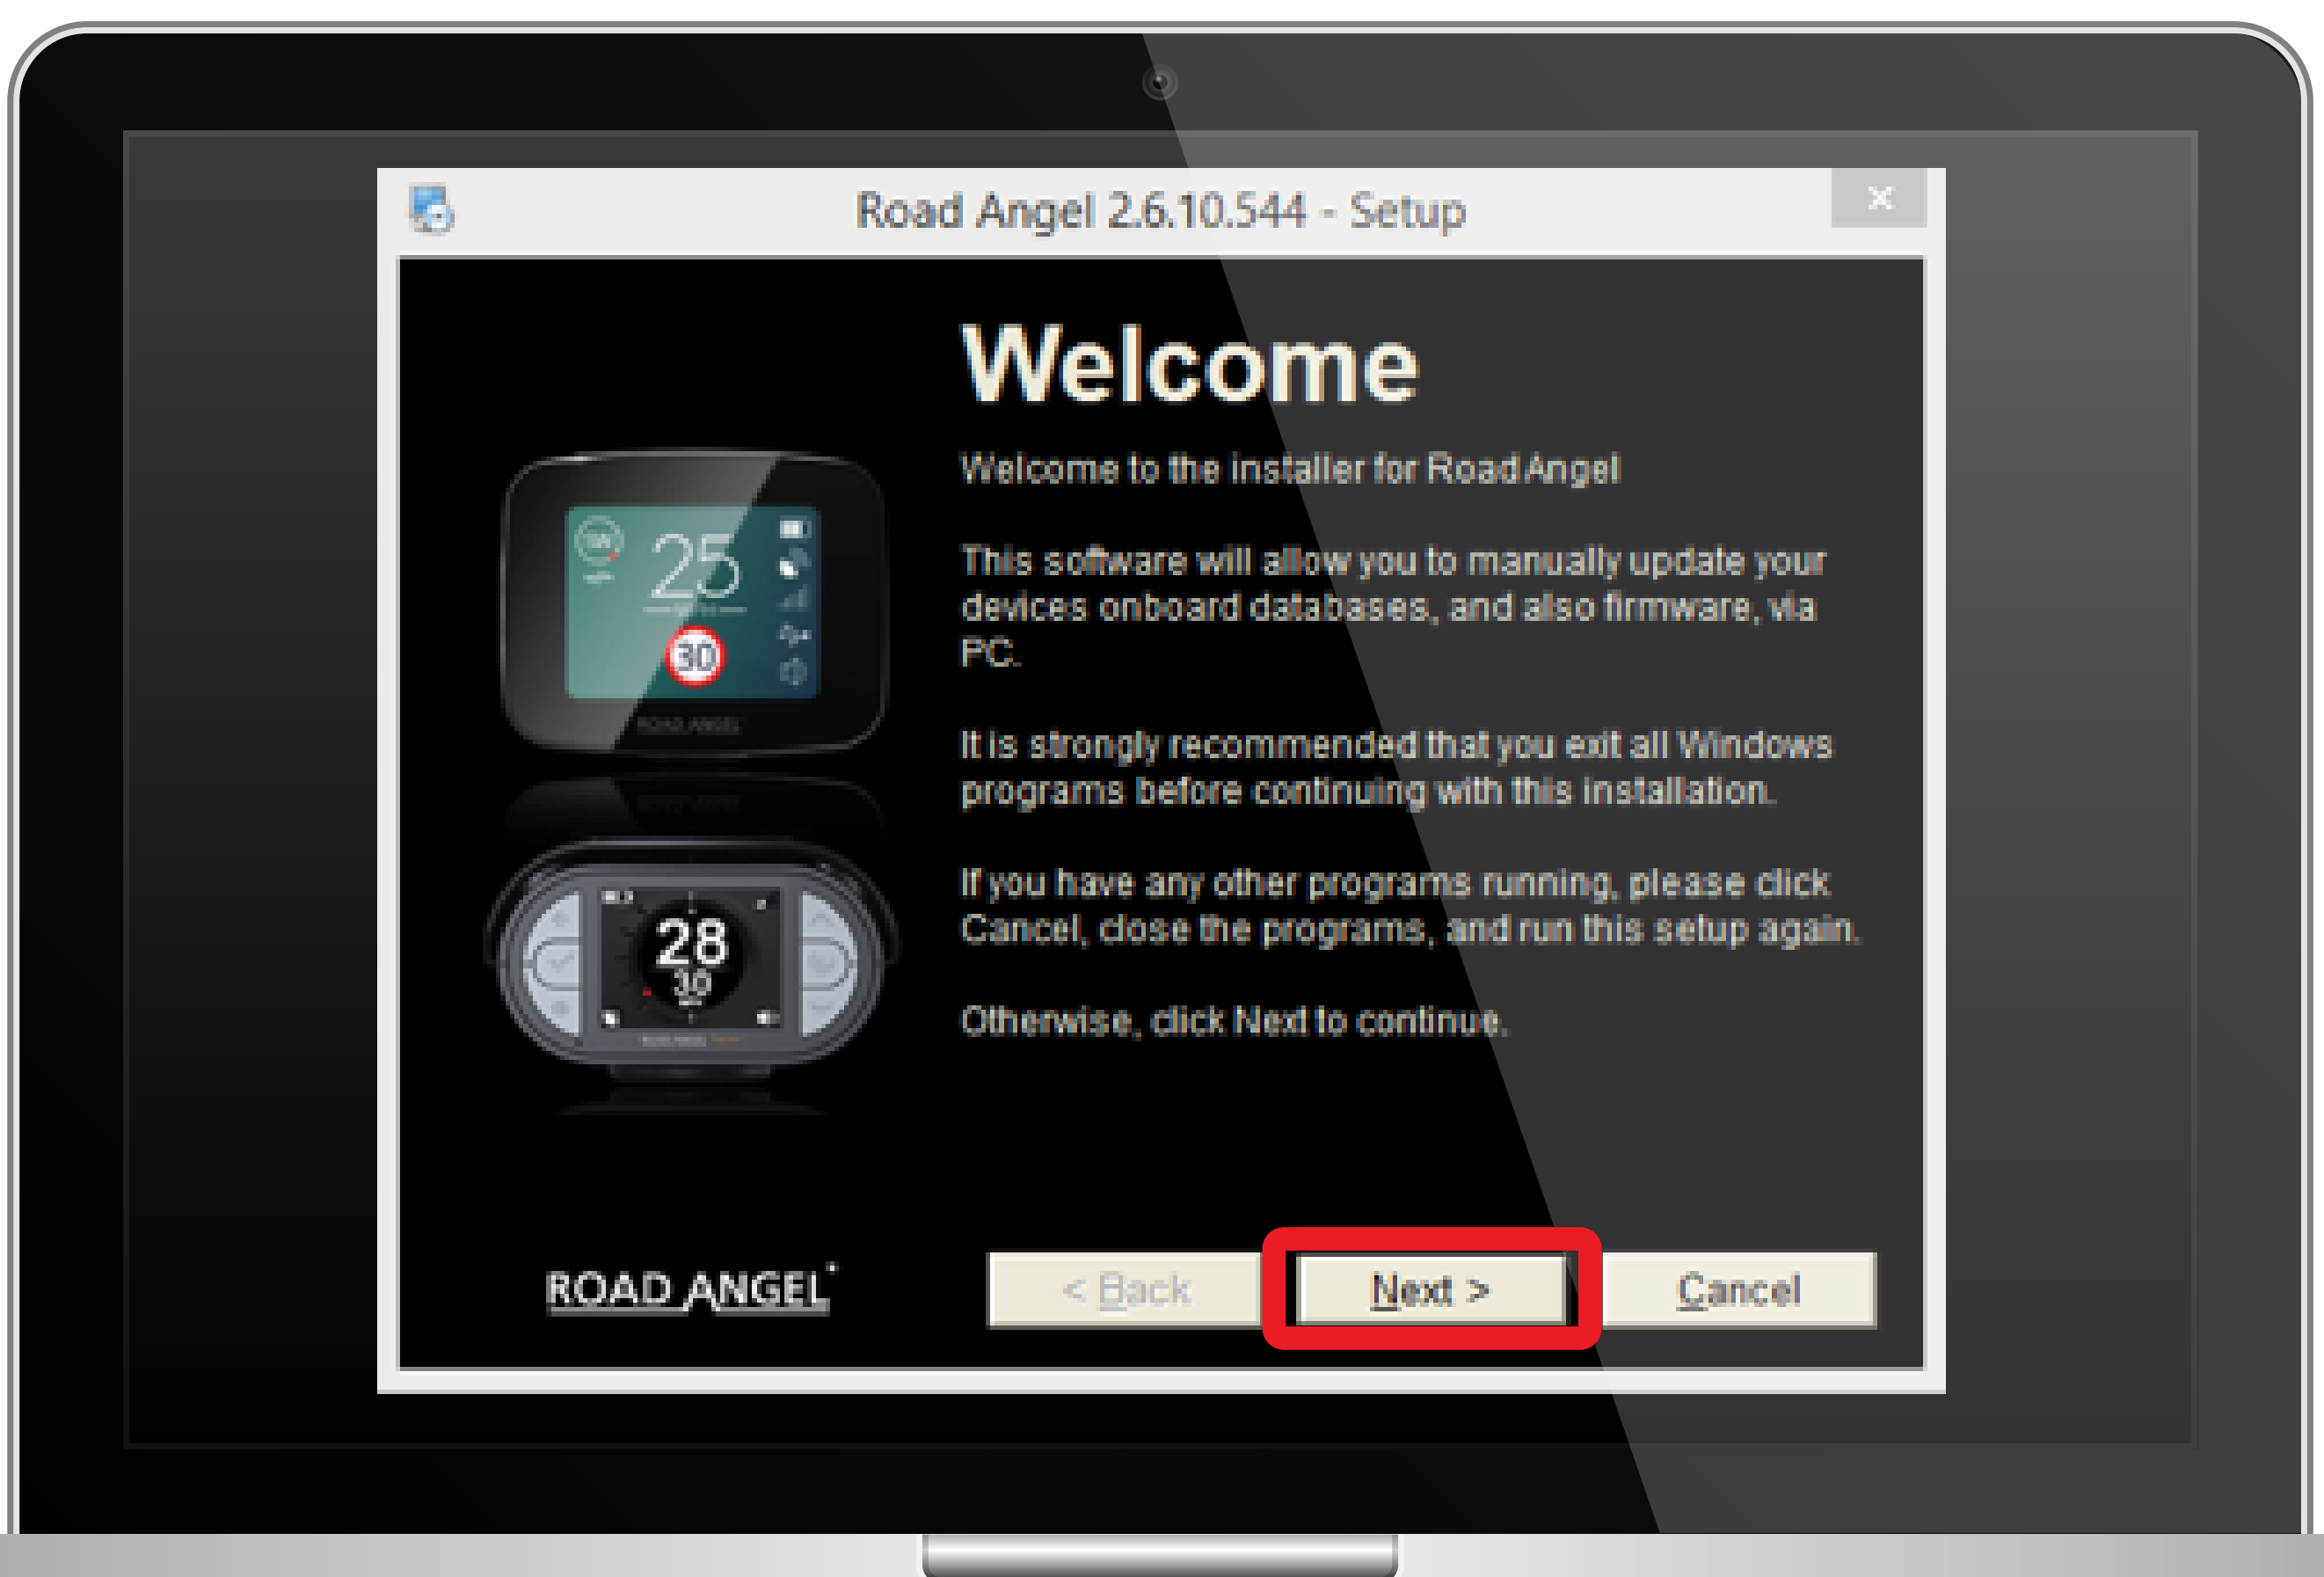 Road Angel 2.6.10.544 - Setup
Welcome
Welcome to the installer for Road Angel
This software will allow you to manually update your
devices onboard databases, and also firmware, via
PC.
It is strongly recommended that you exit all Windows
programs before continuing with this installation.
If you have any other programs running, please click
Cancel, close the programs, and run this setup again.
Otherwise, click Next to continue.
25
30
ROAD ANGEL
28
30
ROAD ANGEL
ROAD ANGEL
< Back
Next >
Cancel